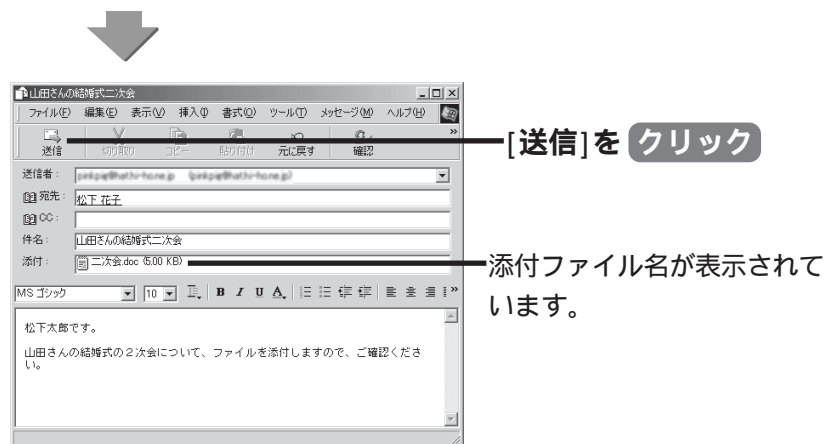 山田さんの結婚式二次会
ファイル(F) 編集(E) 表示(V) 挿入(I) 書式(O) ツール(T) メッセージ(M) ヘルプ(H)
送信 切り取り コピー 貼り付け 元に戻す 確認 »
[送信]を クリック
送信者：
宛先： 松下 花子
CC：
件名： 山田さんの結婚式二次会
添付： 二次会.doc (5.00 KB)
添付ファイル名が表示されて
います。
MS ゴシック 10 B I U A »
松下太郎です。
山田さんの結婚式の２次会について、ファイルを添付しますので、ご確認くださ
い。